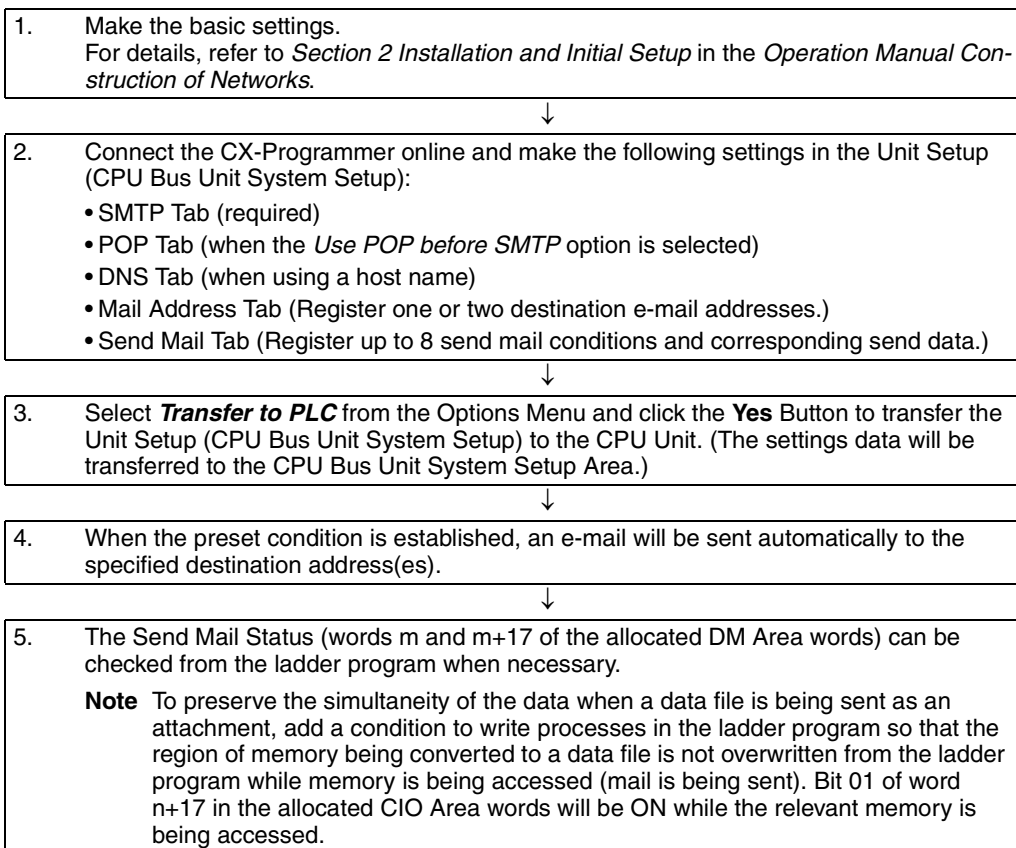 1. Make the basic settings.
For details, refer to Section 2 Installation and Initial Setup in the Operation Manual Con-
struction of Networks.
↓
2. Connect the CX-Programmer online and make the following settings in the Unit Setup
(CPU Bus Unit System Setup):
• SMTP Tab (required)
• POP Tab (when the Use POP before SMTP option is selected)
• DNS Tab (when using a host name)
• Mail Address Tab (Register one or two destination e-mail addresses.)
• Send Mail Tab (Register up to 8 send mail conditions and corresponding send data.)
↓
3. Select Transfer to PLC from the Options Menu and click the Yes Button to transfer the
Unit Setup (CPU Bus Unit System Setup) to the CPU Unit. (The settings data will be
transferred to the CPU Bus Unit System Setup Area.)
↓
4. When the preset condition is established, an e-mail will be sent automatically to the
specified destination address(es).
↓
5. The Send Mail Status (words m and m+17 of the allocated DM Area words) can be
checked from the ladder program when necessary.
Note To preserve the simultaneity of the data when a data file is being sent as an
attachment, add a condition to write processes in the ladder program so that the
region of memory being converted to a data file is not overwritten from the ladder
program while memory is being accessed (mail is being sent). Bit 01 of word
n+17 in the allocated CIO Area words will be ON while the relevant memory is
being accessed.